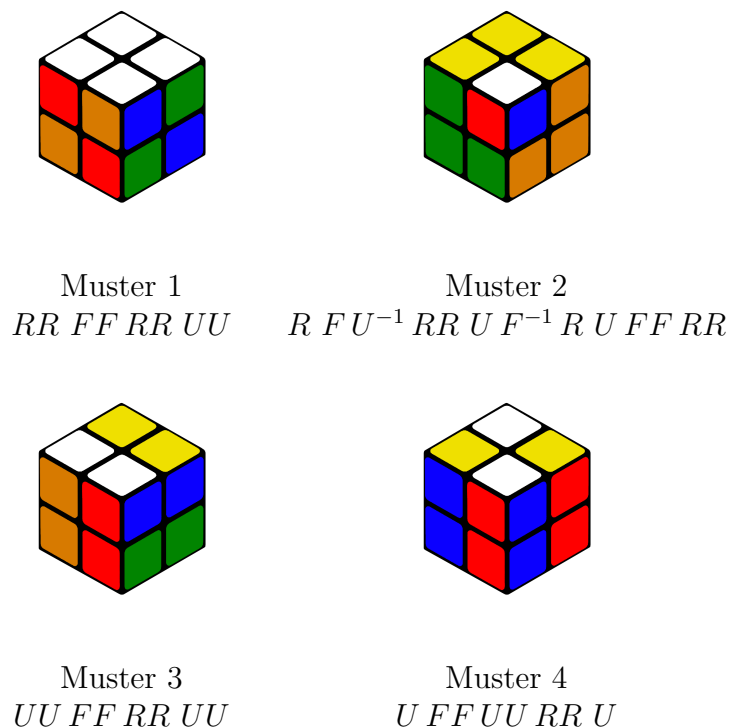 Muster 1
RR FF RR UU
Muster 2
R F U⁻¹ RR U F⁻¹ R U FF RR
Muster 3
UU FF RR UU
Muster 4
U FF UU RR U